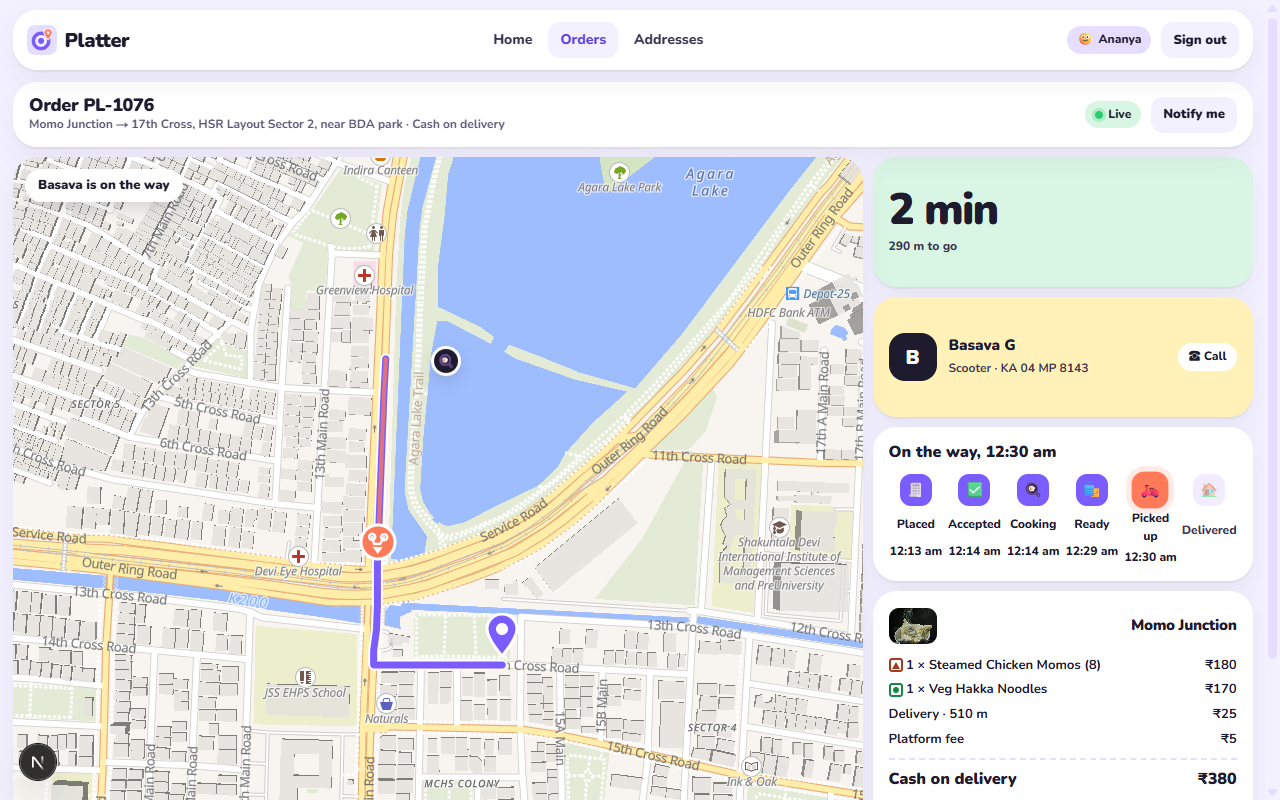 Platter
Home
Orders
Addresses
Ananya
Sign out
Order PL-1076
Momo Junction → 17th Cross, HSR Layout Sector 2, near BDA park · Cash on delivery
Live
Notify me
Basava is on the way
Indira Canteen
Agara Lake Park
Agara
Lake
Outer Ring Road
Greenview Hospital
Depot-25
HDFC Bank ATM
13th Cross Road
SECTOR 5
5th Cross Road
6th Cross Road
13th Main Road
Agara Lake Trail
Outer Ring Road
11th Cross Road
17th A Main Road
Service Road
Service Road
Outer Ring Road
Devi Eye Hospital
Shakuntala Devi
International Institute of
Management Sciences
and PreUniversity
K200
13th Cross Road
13th Cross Road
12th Cross R
14th Cross Road
Cross Road
JSS EHPS School
Naturals
15A Main
15B Main
SECTOR 4
15th Cross Road
MCHS COLONY
Ink & Oak
N
2 min
290 m to go
B
Basava G
Scooter · KA 04 MP 8143
☎ Call
On the way, 12:30 am
Placed
12:13 am
Accepted
12:14 am
Cooking
12:14 am
Ready
12:29 am
Picked
up
12:30 am
Delivered
Momo Junction
1 × Steamed Chicken Momos (8) ₹180
1 × Veg Hakka Noodles ₹170
Delivery · 510 m ₹25
Platform fee ₹5
Cash on delivery ₹380